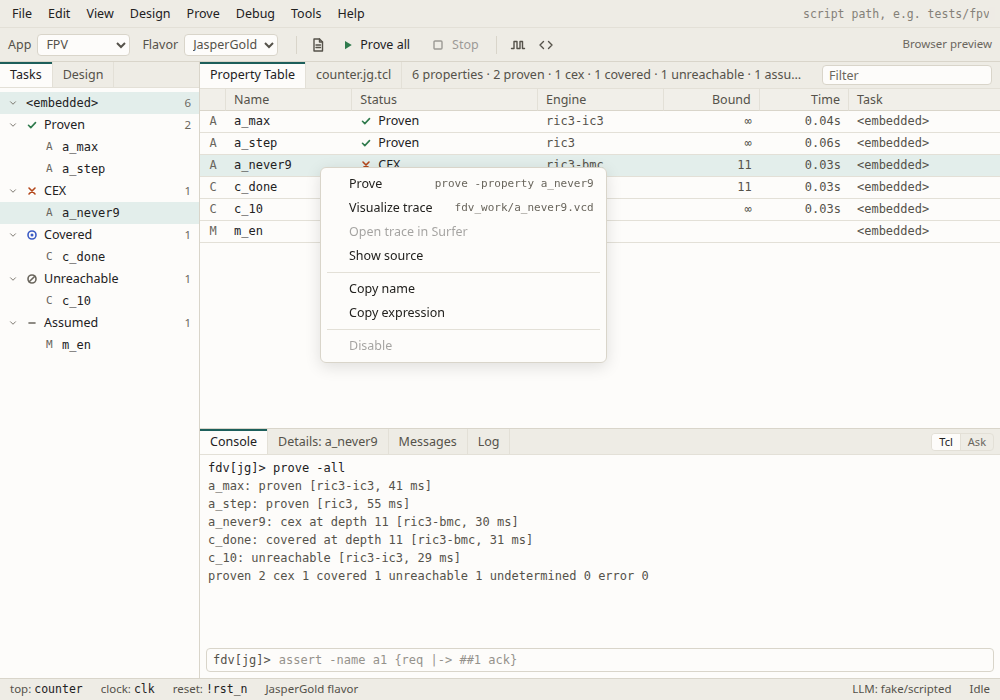 File Edit View Design Prove Debug Tools Help script path, e.g. tests/fpv
App FPV Flavor JasperGold Prove all Stop Browser preview
Tasks Design Property Table counter.jg.tcl 6 properties · 2 proven · 1 cex · 1 covered · 1 unreachable · 1 assu... Filter
<embedded> 6
Proven 2
A a_max
A a_step
CEX 1
A a_never9
Covered 1
C c_done
Unreachable 1
C c_10
Assumed 1
M m_en
Name Status Engine Bound Time Task
A a_max Proven ric3-ic3 ∞ 0.04s <embedded>
A a_step Proven ric3 ∞ 0.06s <embedded>
A a_never9 CEX ric3-bmc 11 0.03s <embedded>
C c_done 11 0.03s <embedded>
C c_10 ∞ 0.03s <embedded>
M m_en <embedded>
Prove prove -property a_never9
Visualize trace fdv_work/a_never9.vcd
Open trace in Surfer
Show source
Copy name
Copy expression
Disable
Console Details: a_never9 Messages Log Tcl Ask
fdv[jg]> prove -all
a_max: proven [ric3-ic3, 41 ms]
a_step: proven [ric3, 55 ms]
a_never9: cex at depth 11 [ric3-bmc, 30 ms]
c_done: covered at depth 11 [ric3-bmc, 31 ms]
c_10: unreachable [ric3-ic3, 29 ms]
proven 2 cex 1 covered 1 unreachable 1 undetermined 0 error 0
fdv[jg]> assert -name a1 {req |-> ##1 ack}
top: counter clock: clk reset: !rst_n JasperGold flavor LLM: fake/scripted Idle